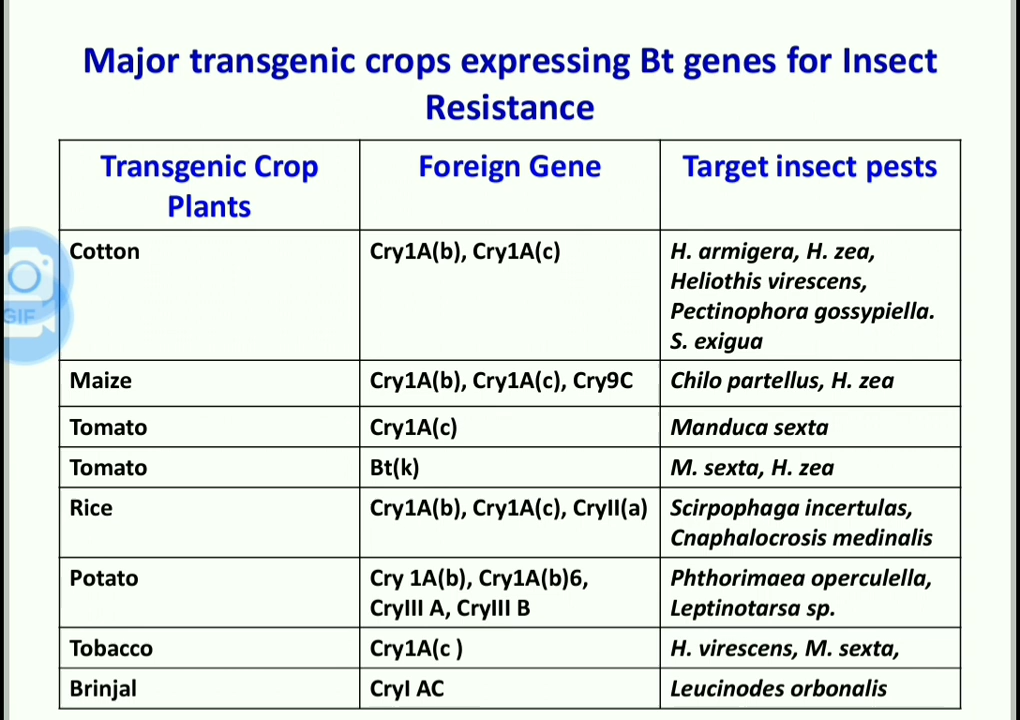 Major transgenic crops expressing Bt genes for Insect
Resistance
Transgenic Crop
Plants
Foreign Gene
Target insect pests
Cotton
Cry1A(b), Cry1A(c)
H. armigera, H. zea,
Heliothis virescens,
Pectinophora gossypiella.
S. exigua
Maize
Cry1A(b), Cry1A(c), Cry9C
Chilo partellus, H. zea
Tomato
Cry1A(c)
Manduca sexta
Tomato
Bt(k)
M. sexta, H. zea
Rice
Cry1A(b), Cry1A(c), CryII(a)
Scirpophaga incertulas,
Cnaphalocrosis medinalis
Potato
Cry 1A(b), Cry1A(b)6,
CryIII A, CryIII B
Phthorimaea operculella,
Leptinotarsa sp.
Tobacco
Cry1A(c )
H. virescens, M. sexta,
Brinjal
CryI AC
Leucinodes orbonalis
GIF